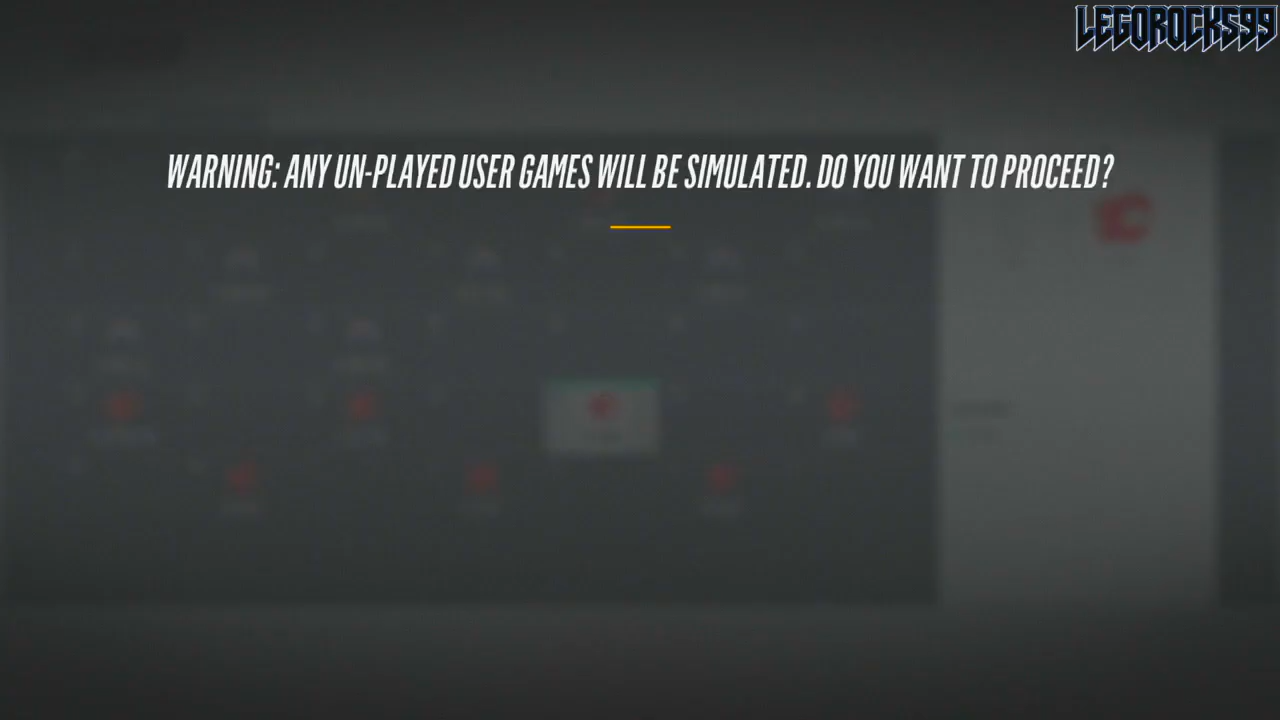 LEGOROCKS99
WARNING: ANY UN-PLAYED USER GAMES WILL BE SIMULATED. DO YOU WANT TO PROCEED?